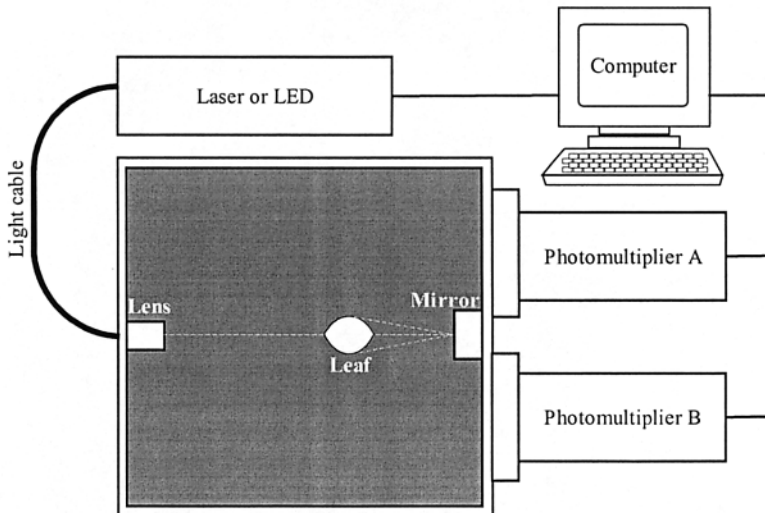 Laser or LED
Computer
Light cable
Lens
Mirror
Leaf
Photomultiplier A
Photomultiplier B